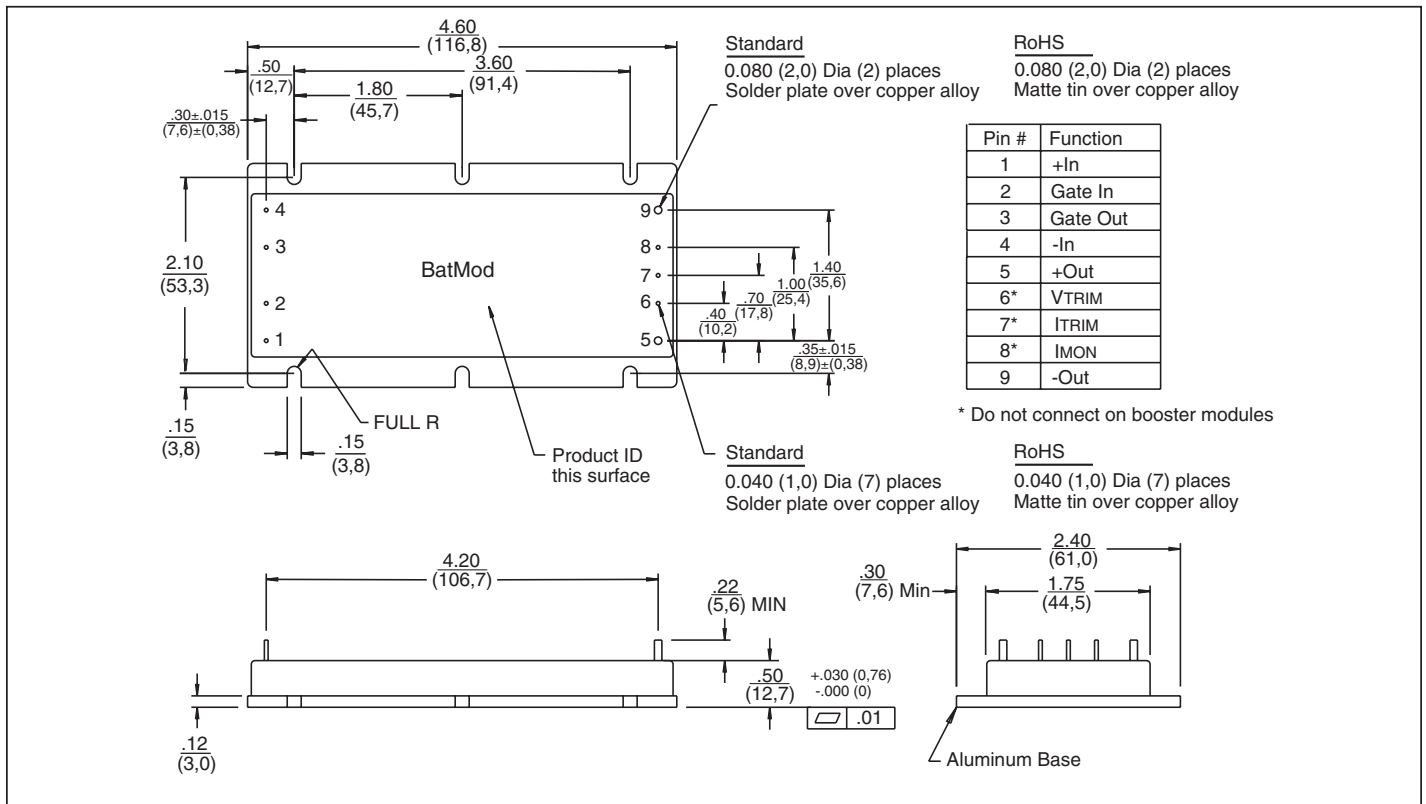 4.60
(116,8)
.50
(12,7)
3.60
(91,4)
1.80
(45,7)
.30±.015
(7,6)±(0,38)
Standard
0.080 (2,0) Dia (2) places
Solder plate over copper alloy
RoHS
0.080 (2,0) Dia (2) places
Matte tin over copper alloy
Pin # Function
1 +In
2 Gate In
3 Gate Out
4 -In
5 +Out
6* VTRIM
7* ITRIM
8* IMON
9 -Out
* Do not connect on booster modules
2.10
(53,3)
4
3
2
1
BatMod
9
8
7
6
5
1.40
(35,6)
1.00
(25,4)
.70
(17,8)
.40
(10,2)
.35±.015
(8,9)±(0,38)
.15
(3,8)
.15
(3,8)
FULL R
Product ID
this surface
Standard
0.040 (1,0) Dia (7) places
Solder plate over copper alloy
RoHS
0.040 (1,0) Dia (7) places
Matte tin over copper alloy
4.20
(106,7)
.22
(5,6) MIN
.50
(12,7)
+.030 (0,76)
-.000 (0)
.01
.12
(3,0)
2.40
(61,0)
.30
(7,6) Min
1.75
(44,5)
Aluminum Base